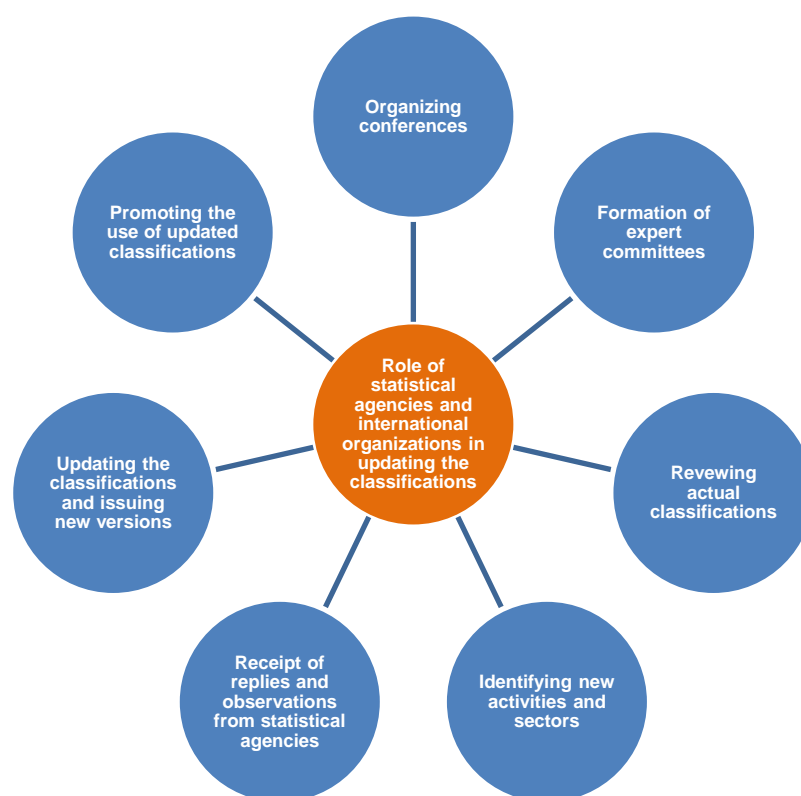 Organizing
conferences
Promoting the
use of updated
classifications
Formation of
expert
committees
Role of
statistical
agencies and
international
organizations in
updating the
classifications
Updating the
classifications
and issuing
new versions
Revewing
actual
classifications
Receipt of
replies and
observations
from statistical
agencies
Identifying new
activities and
sectors